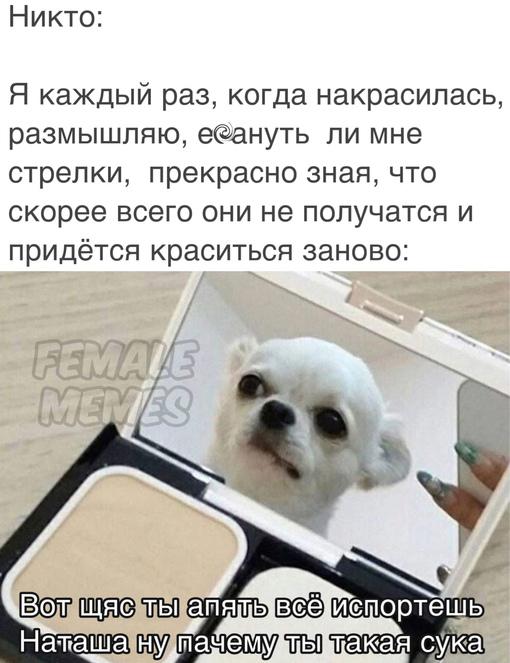 Никто:
Я каждый раз, когда накрасилась,
размышляю, е@ануть ли мне
стрелки, прекрасно зная, что
скорее всего они не получатся и
придётся краситься заново:
FEMALE
MEMES
Вот щяс ты апять всё испортешь
Наташа ну пачему ты такая сука